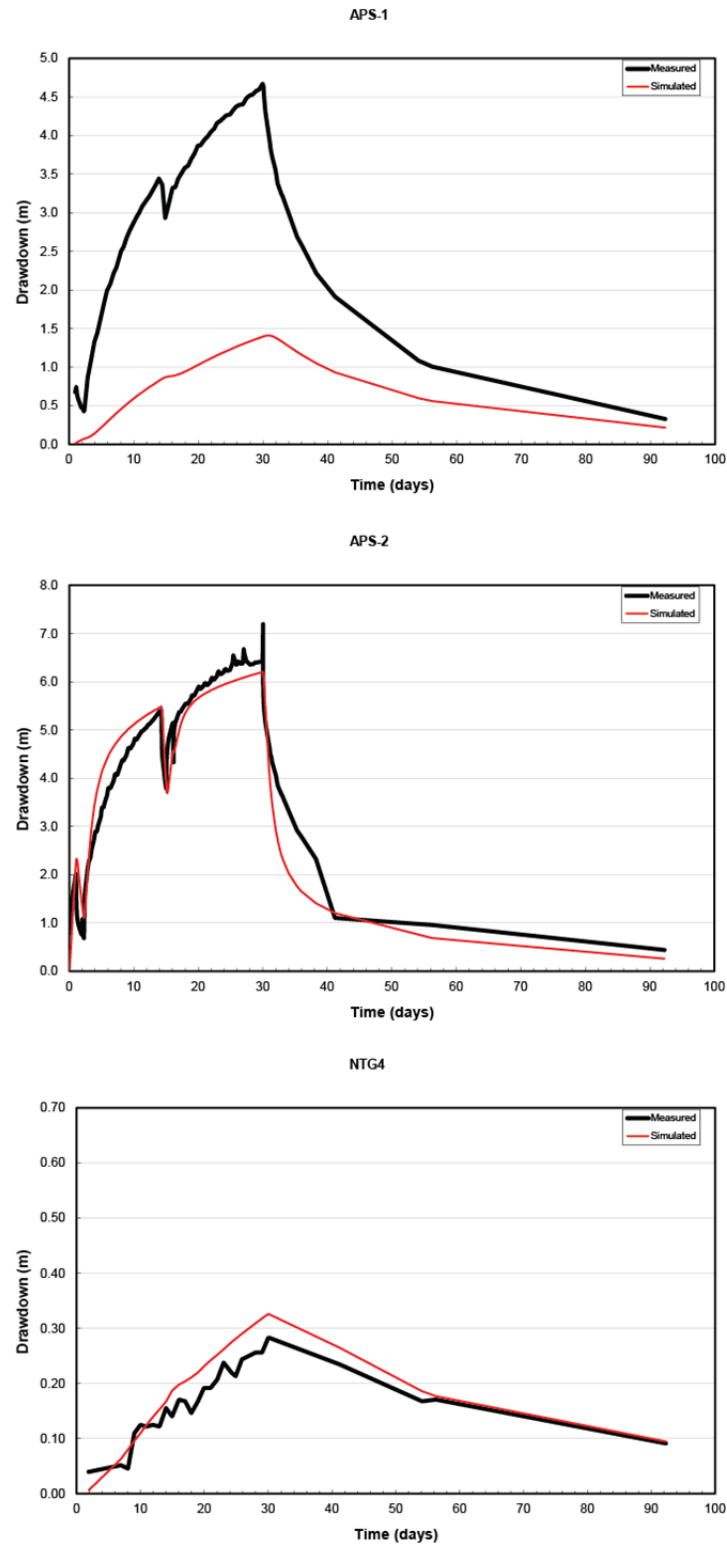 APS-1
5.0
4.5
4.0
3.5
3.0
2.5
2.0
1.5
1.0
0.5
0.0
Drawdown (m)
Measured
Simulated
0 10 20 30 40 50 60 70 80 90 100
Time (days)
APS-2
8.0
7.0
6.0
5.0
4.0
3.0
2.0
1.0
0.0
Drawdown (m)
Measured
Simulated
0 10 20 30 40 50 60 70 80 90 100
Time (days)
NTG4
0.70
0.60
0.50
0.40
0.30
0.20
0.10
0.00
Drawdown (m)
Measured
Simulated
0 10 20 30 40 50 60 70 80 90 100
Time (days)